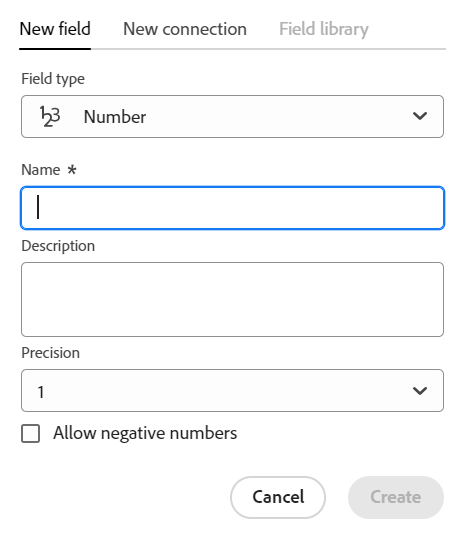 New field New connection Field library
Field type
123 Number
Name *
Description
Precision
1
Allow negative numbers
Cancel Create